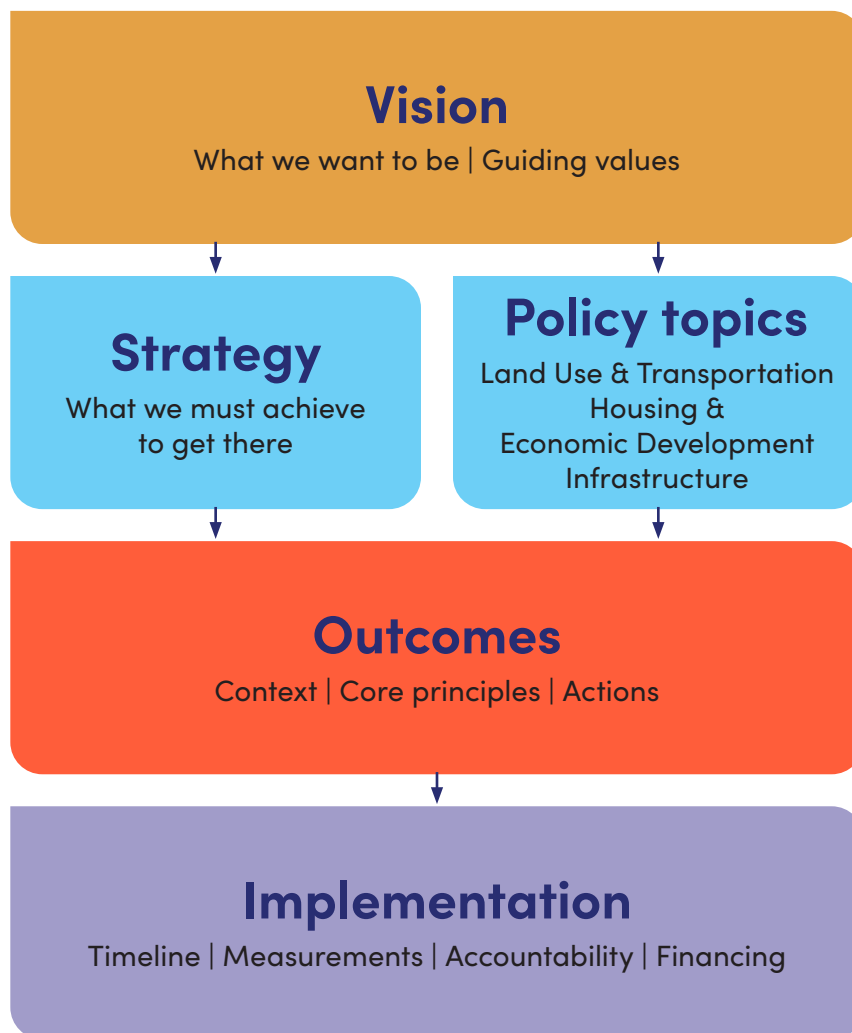 Vision
What we want to be | Guiding values
Strategy
What we must achieve
to get there
Policy topics
Land Use & Transportation
Housing &
Economic Development
Infrastructure
Outcomes
Context | Core principles | Actions
Implementation
Timeline | Measurements | Accountability | Financing